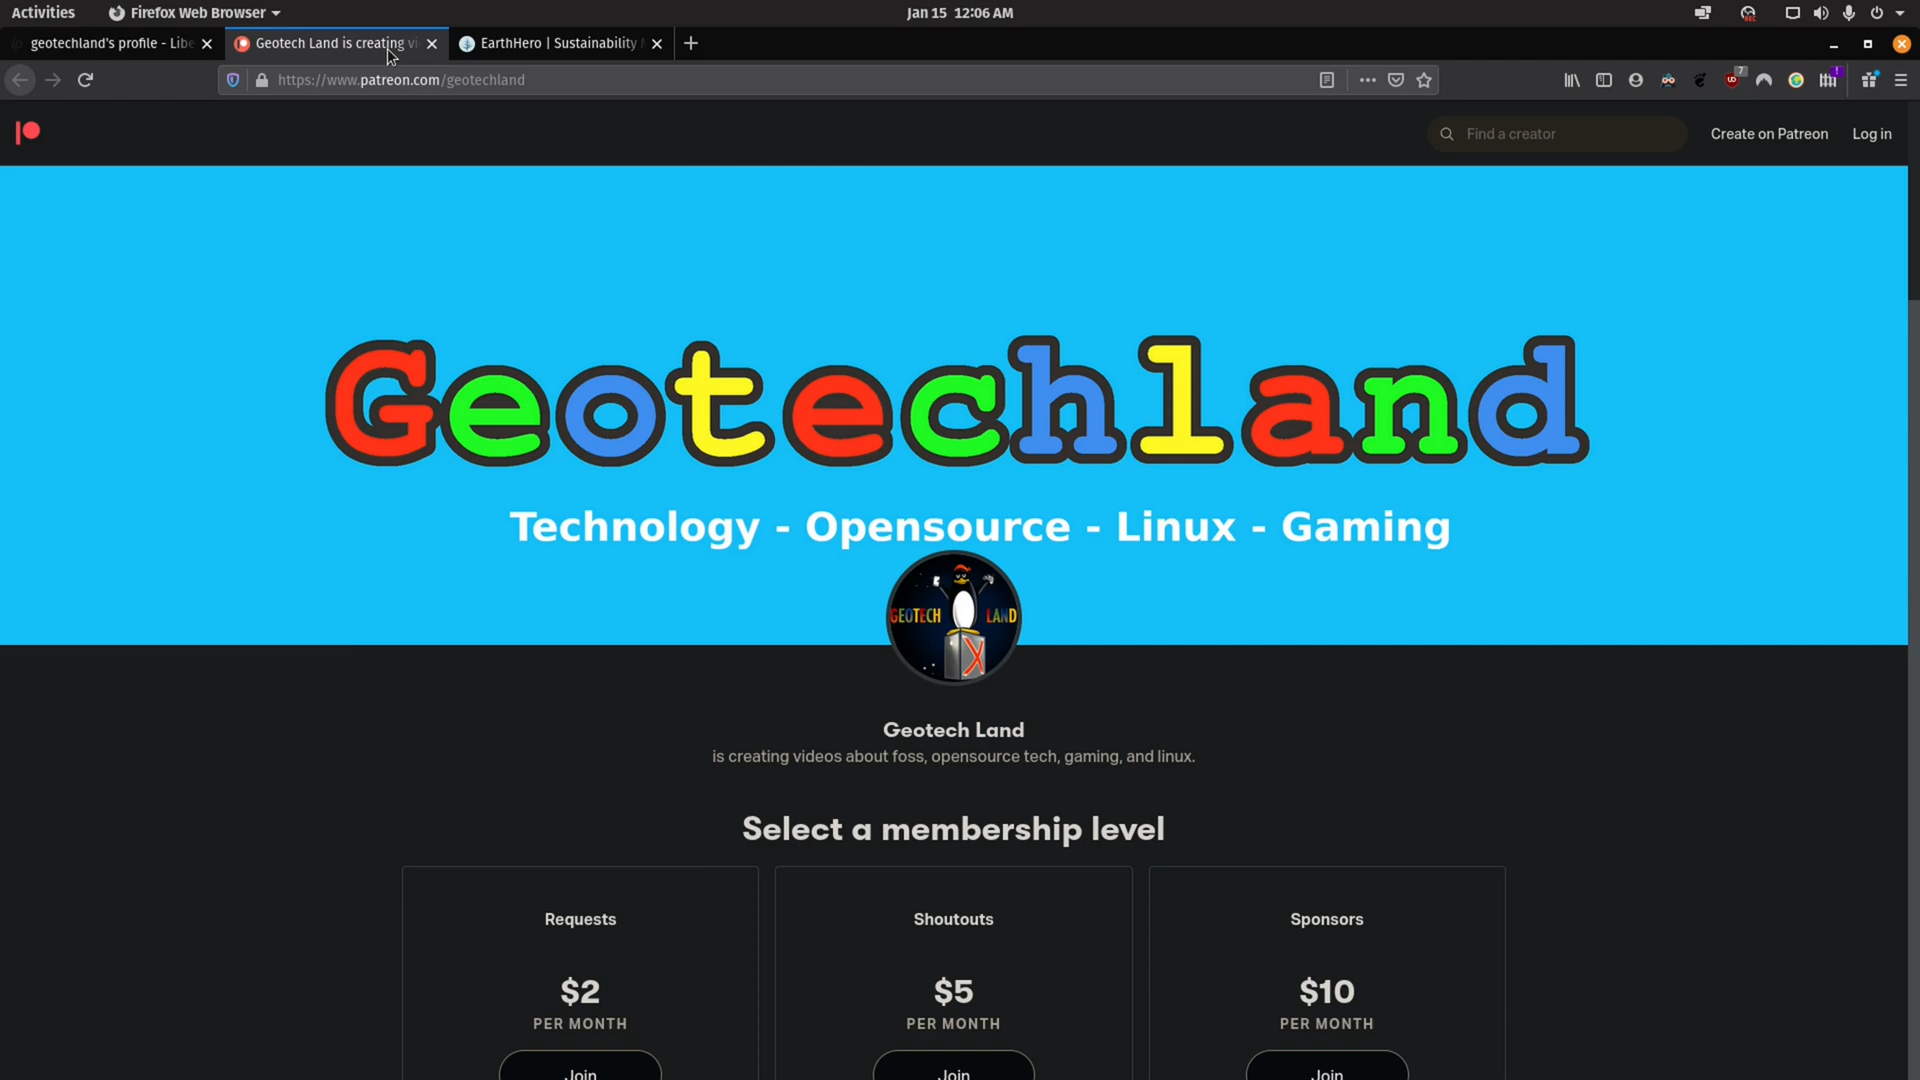 Activities
Firefox Web Browser
Jan 15 12:06 AM
geotechland's profile - Libe
Geotech Land is creating vi
EarthHero | Sustainability
https://www.patreon.com/geotechland
7
Find a creator
Create on Patreon
Log in
Geotechland
Technology - Opensource - Linux - Gaming
GEOTECH LAND
X
Geotech Land
is creating videos about foss, opensource tech, gaming, and linux.
Select a membership level
Requests
Shoutouts
Sponsors
$2
$5
$10
PER MONTH
PER MONTH
PER MONTH
Join
Join
Join